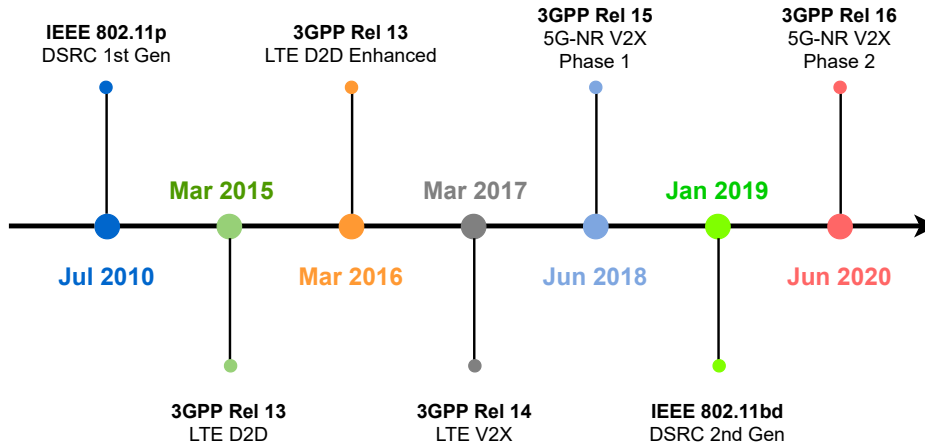 IEEE 802.11p
DSRC 1st Gen
3GPP Rel 13
LTE D2D Enhanced
3GPP Rel 15
5G-NR V2X
Phase 1
3GPP Rel 16
5G-NR V2X
Phase 2
Mar 2015
Mar 2017
Jan 2019
Jul 2010
Mar 2016
Jun 2018
Jun 2020
3GPP Rel 13
LTE D2D
3GPP Rel 14
LTE V2X
IEEE 802.11bd
DSRC 2nd Gen